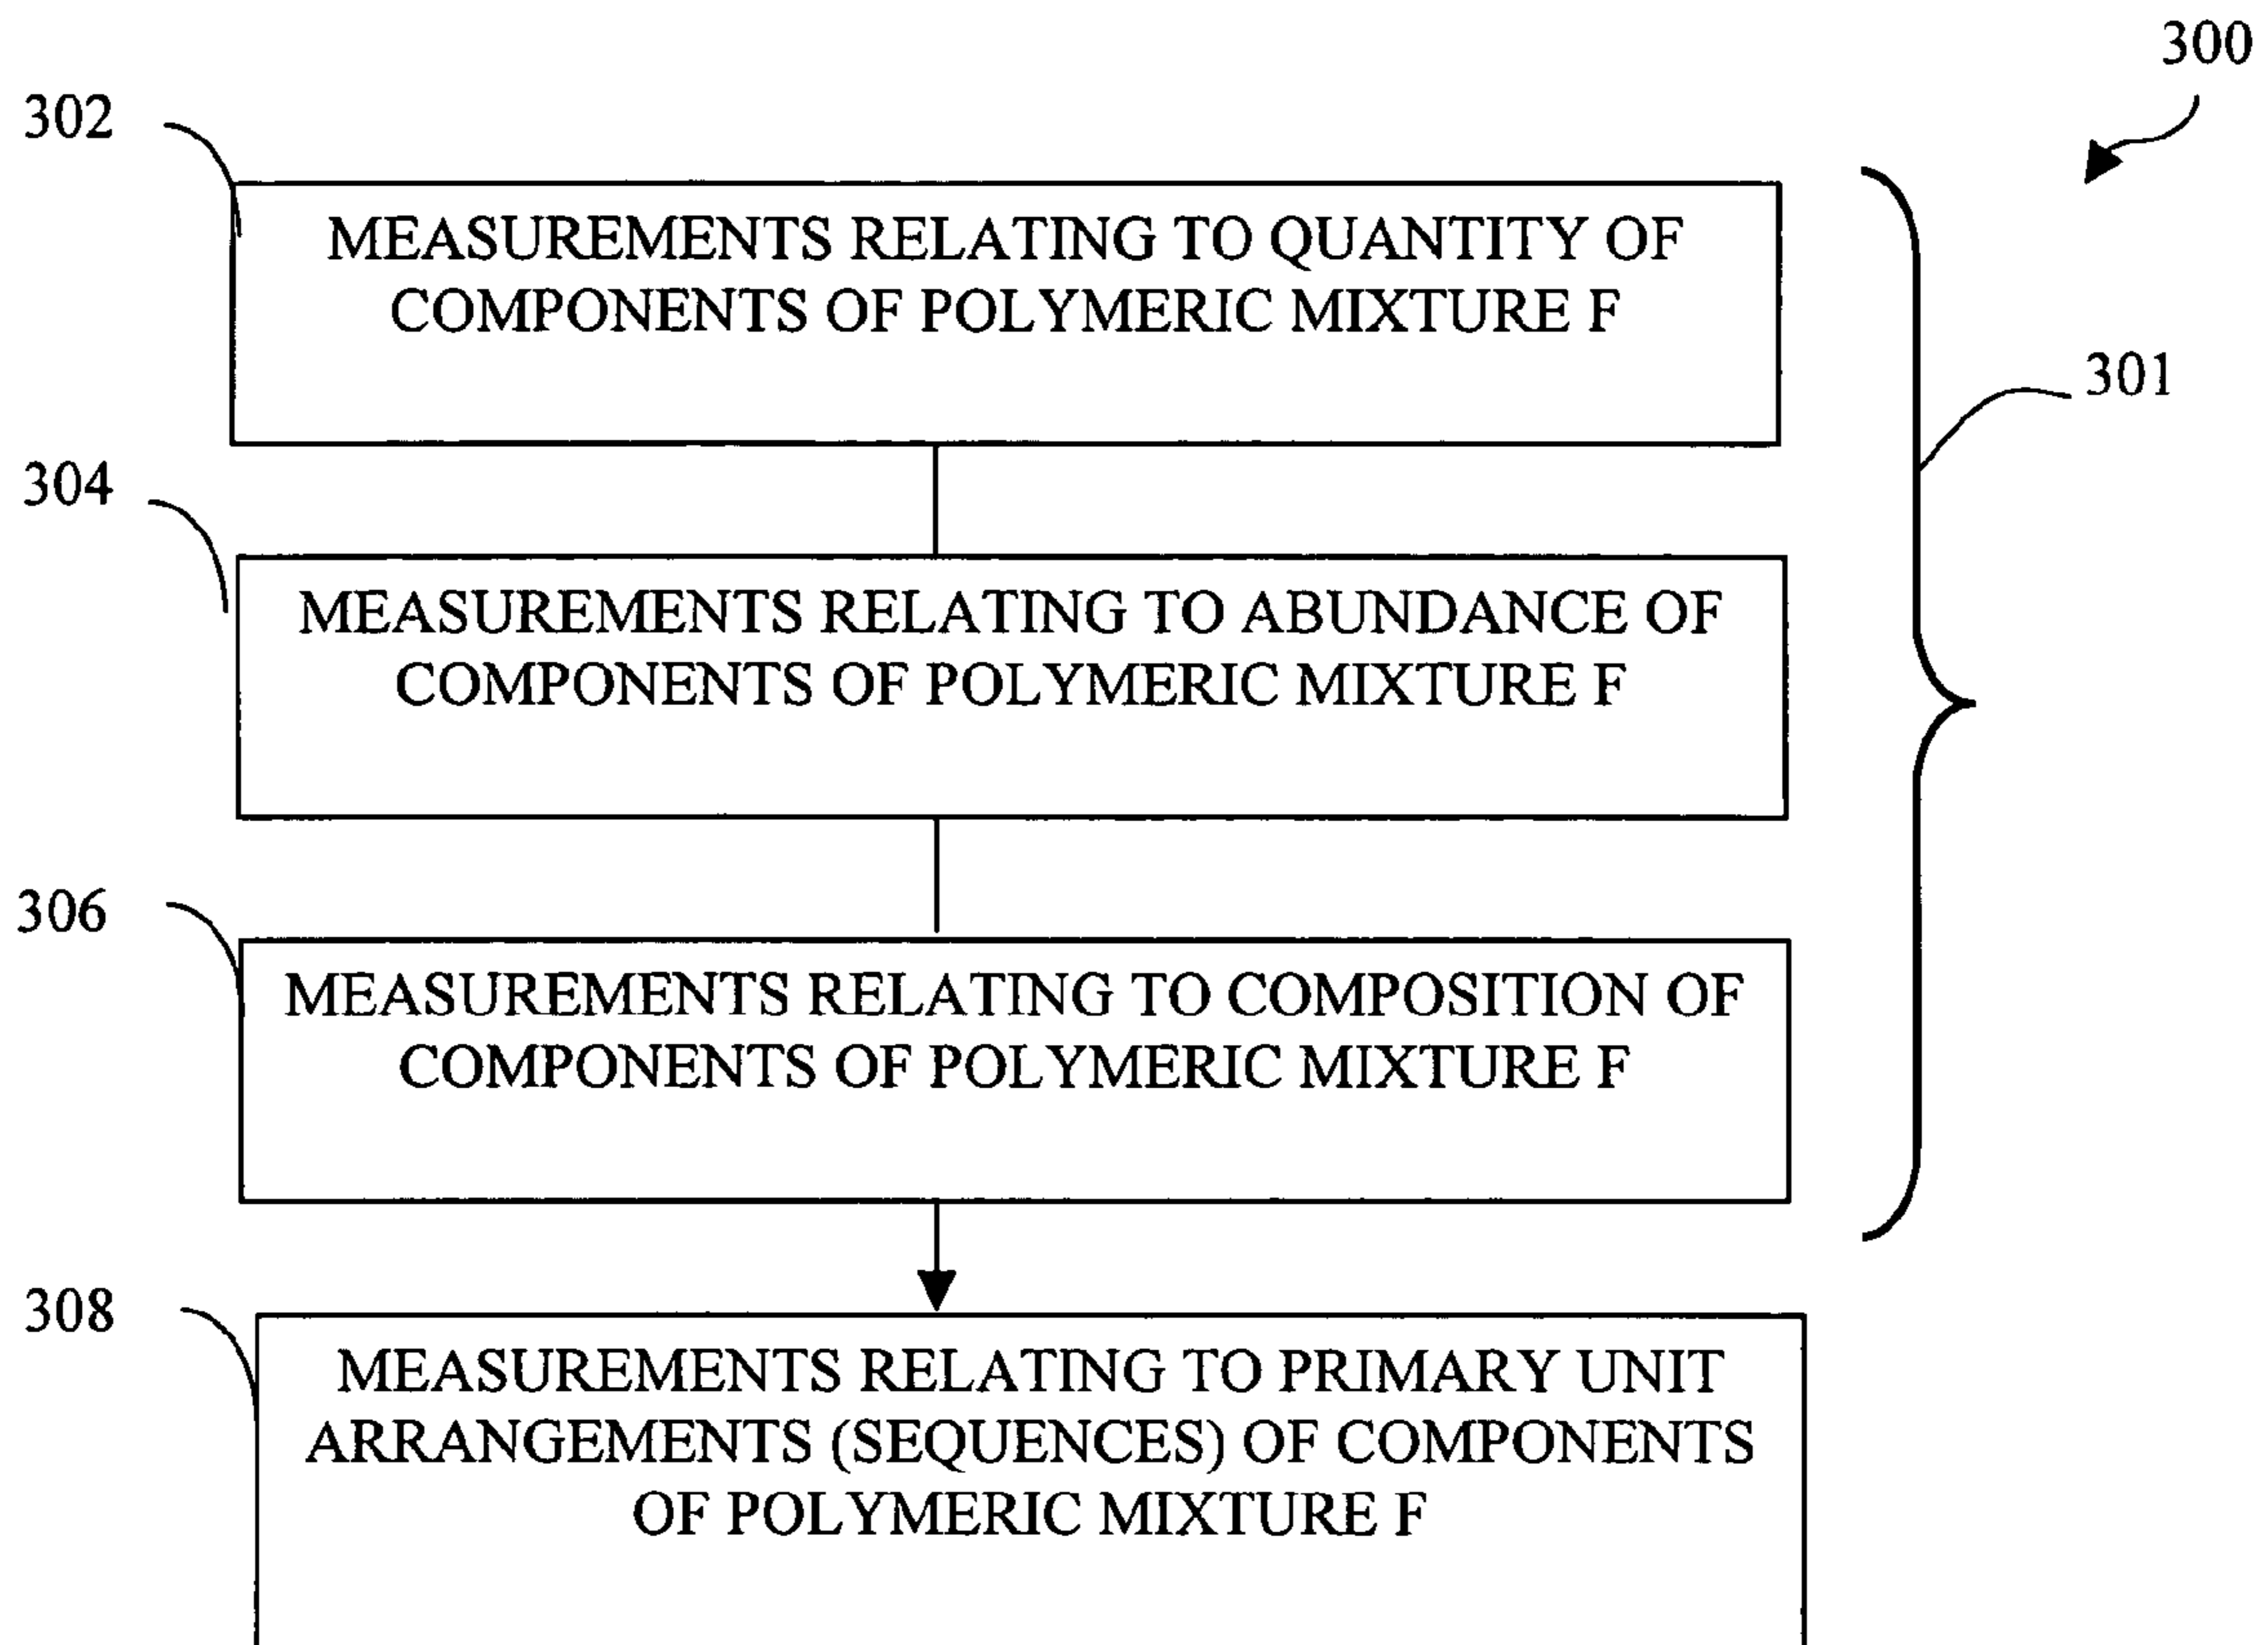 300
302
MEASUREMENTS RELATING TO QUANTITY OF
COMPONENTS OF POLYMERIC MIXTURE F
301
304
MEASUREMENTS RELATING TO ABUNDANCE OF
COMPONENTS OF POLYMERIC MIXTURE F
306
MEASUREMENTS RELATING TO COMPOSITION OF
COMPONENTS OF POLYMERIC MIXTURE F
308
MEASUREMENTS RELATING TO PRIMARY UNIT
ARRANGEMENTS (SEQUENCES) OF COMPONENTS
OF POLYMERIC MIXTURE F